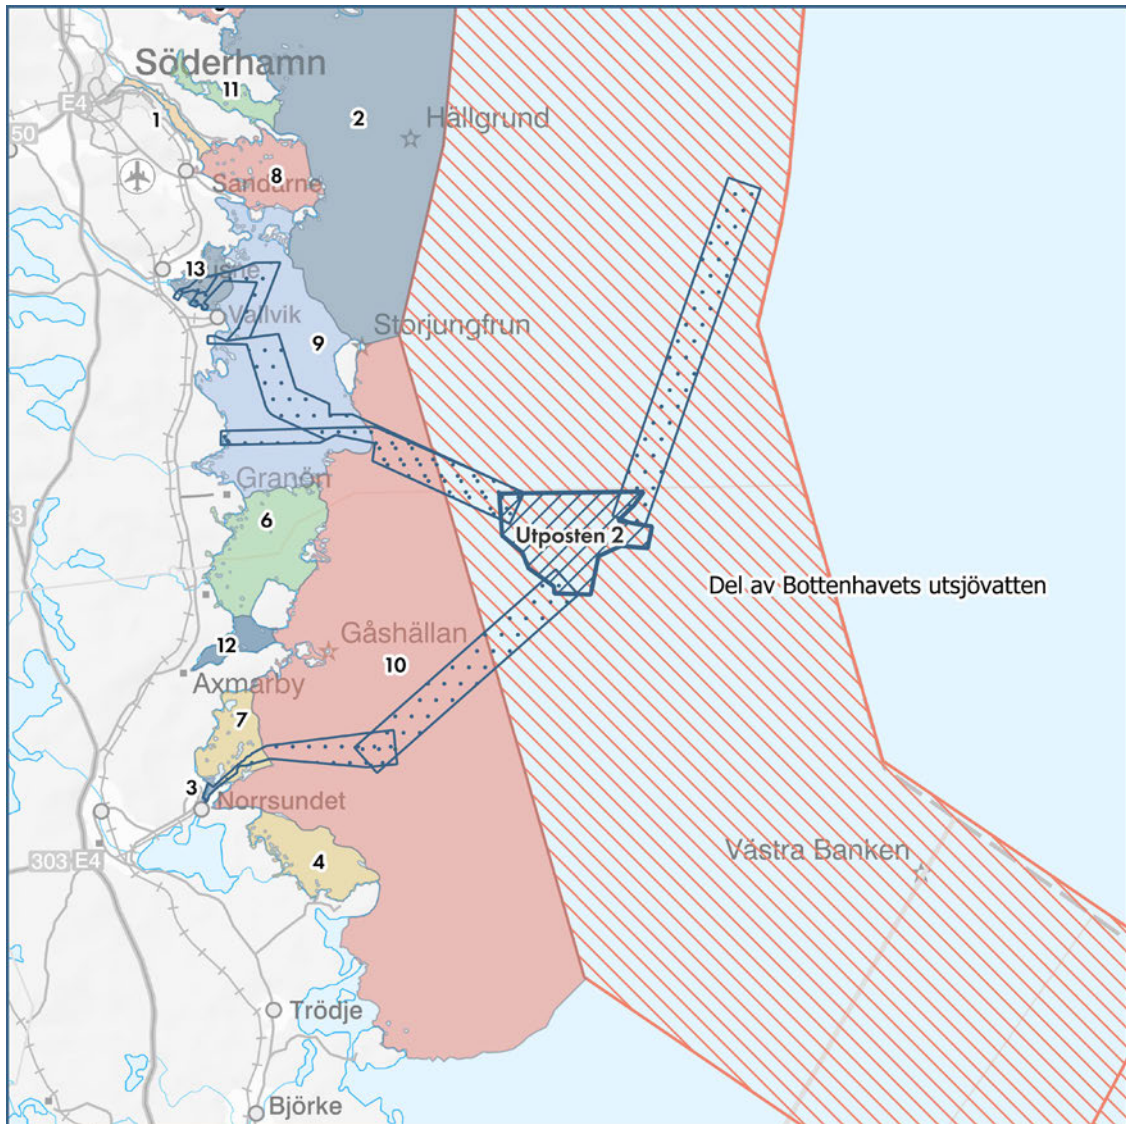 Söderhamn
11
E4
1
2
Hällgrund
50
8
Sandarne
13
Vallvik
9
Storjungfrun
Granön
6
Utposten 2
Del av Bottenhavets utsjövatten
12
Gåshällan
10
Axmarby
7
3
Norrsundet
303
E4
4
Västra Banken
Trödje
Björke